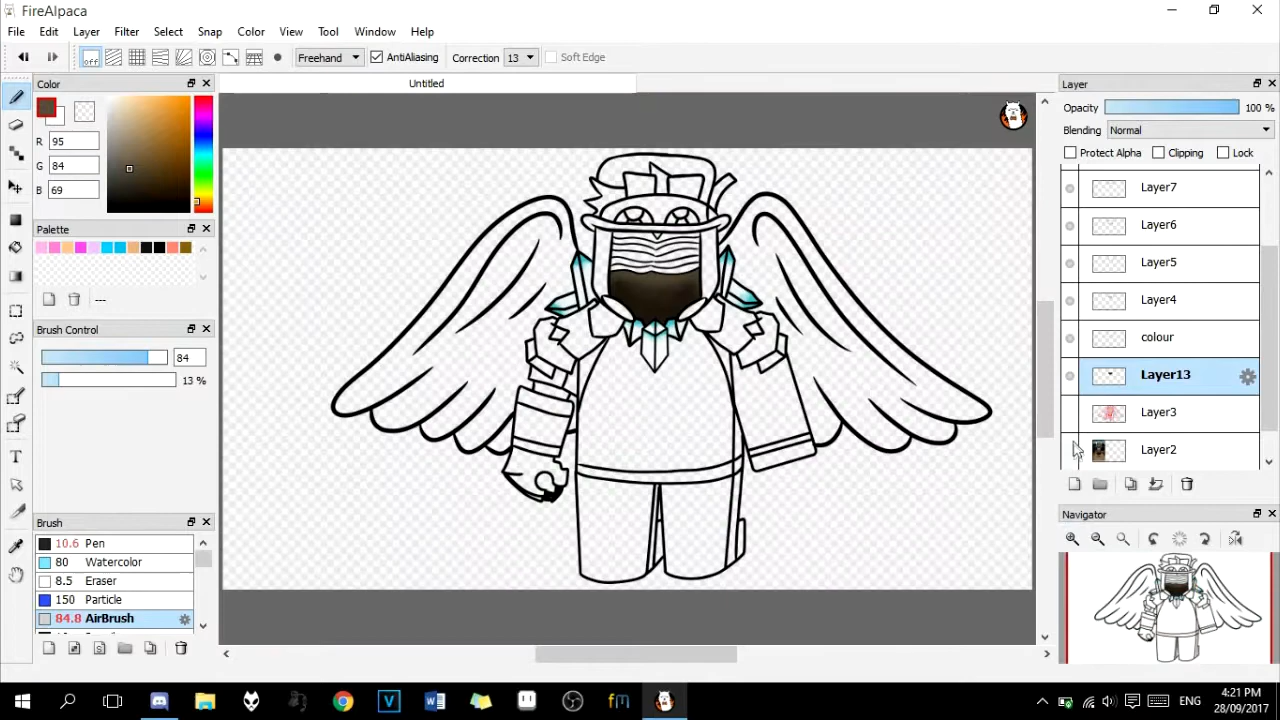 FireAlpaca
File Edit Layer Filter Select Snap Color View Tool Window Help
off Freehand AntiAliasing Correction 13 Soft Edge
Color Untitled Layer
Opacity 100 %
Blending Normal
Protect Alpha Clipping Lock
R 95
G 84
B 69
Layer7
Layer6
Layer5
Layer4
colour
Layer13
Layer3
Layer2
Palette
---
Brush Control
84
13 %
Brush
10.6 Pen
80 Watercolor
8.5 Eraser
150 Particle
84.8 AirBrush
Navigator
ENG
4:21 PM
28/09/2017